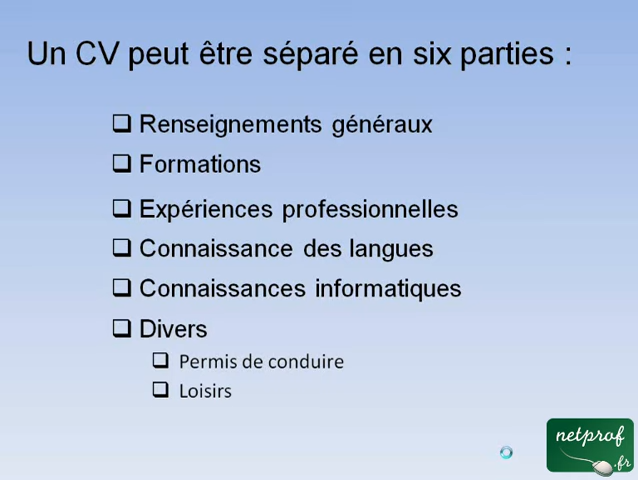 Un CV peut être séparé en six parties :
Renseignements généraux
Formations
Expériences professionnelles
Connaissance des langues
Connaissances informatiques
Divers
Permis de conduire
Loisirs
netprof
.fr